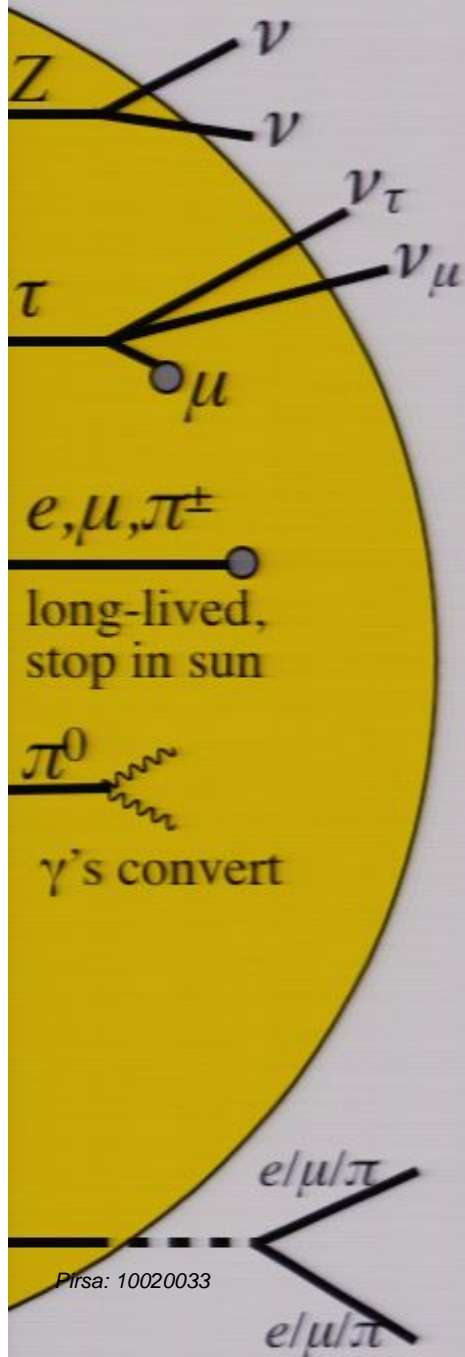 Z
ν
ν
τ
ν_τ
ν_μ
μ
e,μ,π±
long-lived,
stop in sun
π⁰
γ's convert
e/μ/π
Pirsa: 10020033
e/μ/π